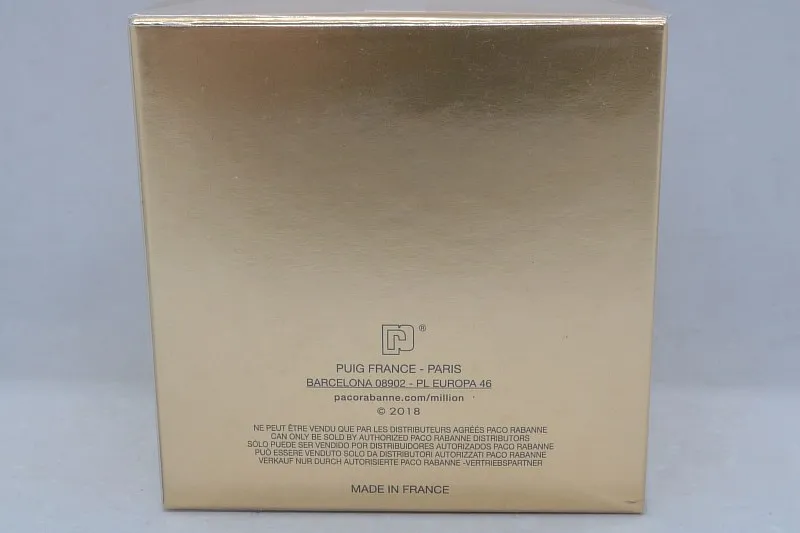 ®
PUIG FRANCE - PARIS
BARCELONA 08902 - PL EUROPA 46
pacorabanne.com/million
© 2018
NE PEUT ÊTRE VENDU QUE PAR LES DISTRIBUTEURS AGRÉÉS PACO RABANNE
CAN ONLY BE SOLD BY AUTHORIZED PACO RABANNE DISTRIBUTORS
SOLO PUEDE SER VENDIDO POR DISTRIBUIDORES AUTORIZADOS PACO RABANNE
PUÒ ESSERE VENDUTO SOLO DA DISTRIBUTORI AUTORIZZATI PACO RABANNE
VERKAUF NUR DURCH AUTORISIERTE PACO RABANNE -VERTRIEBSPARTNER
MADE IN FRANCE